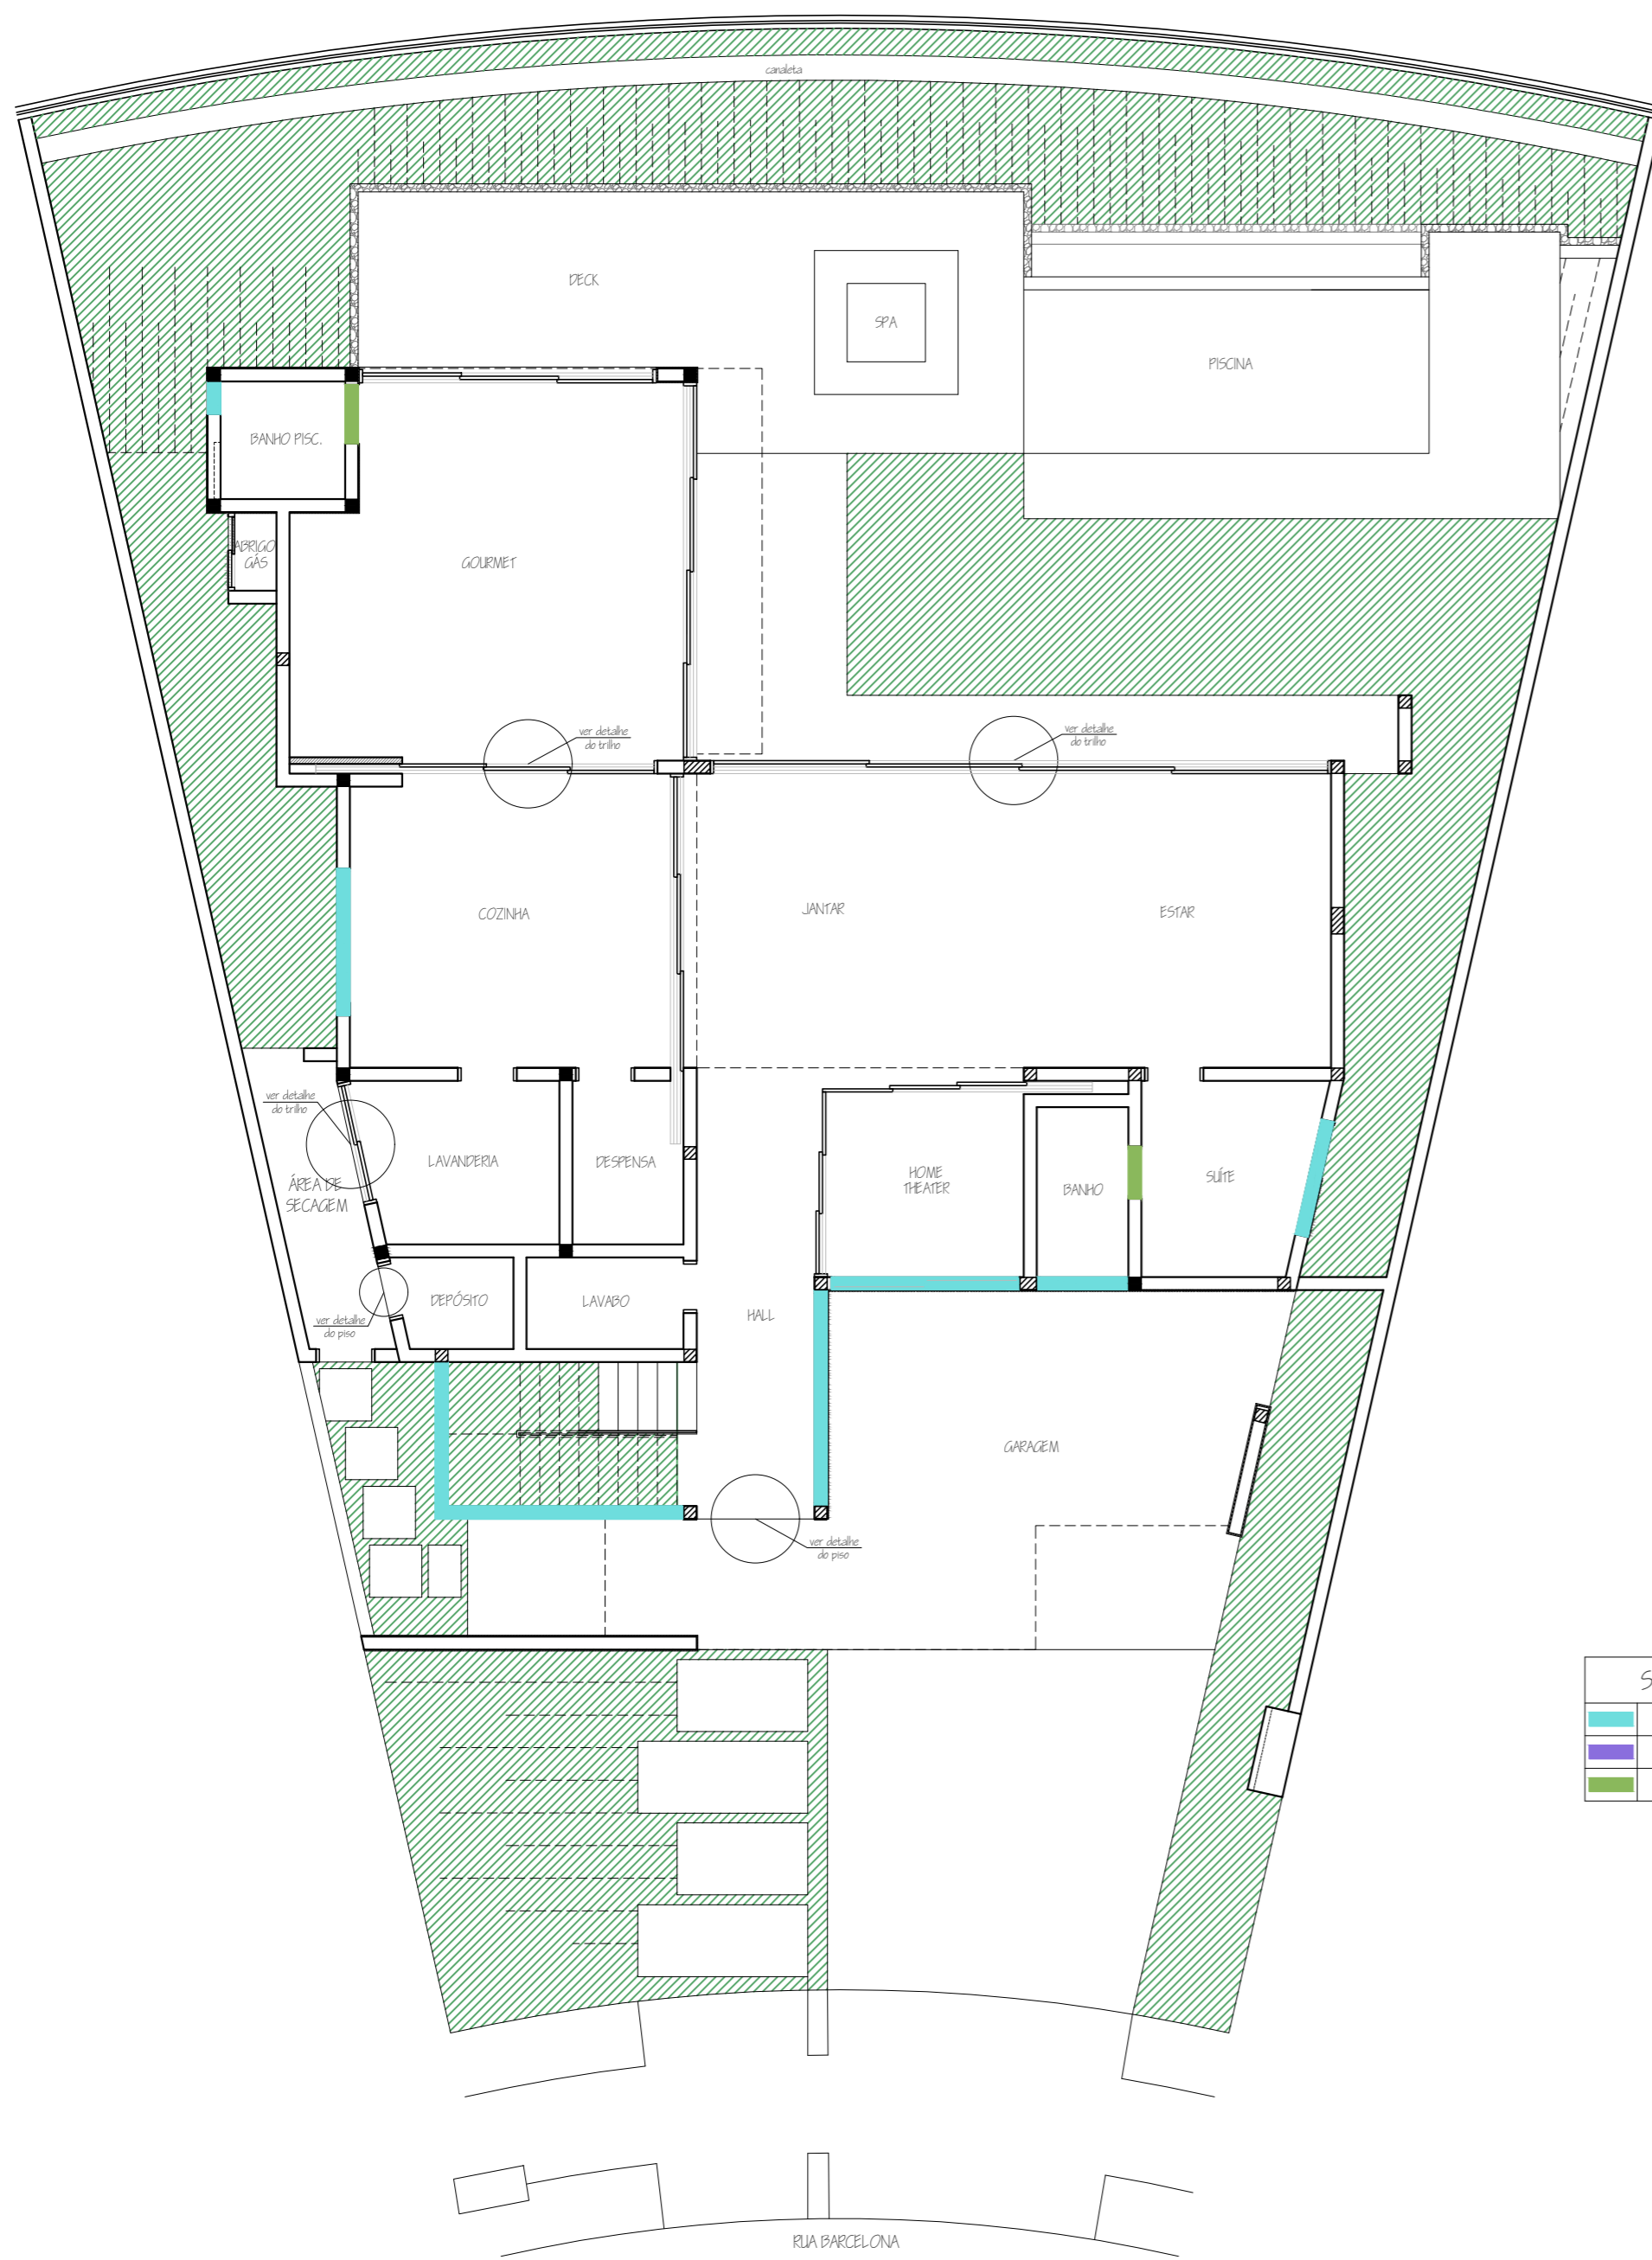 canaleta
DECK
SPA
PISCINA
BANHO PISC.
ABRIGO
GÁS
GOURMET
ver detalhe
do trilho
ver detalhe
do trilho
COZINHA
JANTAR
ESTAR
ver detalhe
do trilho
LAVANDERIA
DESPENSA
HOME
THEATER
BANHO
SUÍTE
ÁREA DE
SECAGEM
DEPÓSITO
LAVABO
HALL
ver detalhe
do piso
GARAGEM
ver detalhe
do piso
S
RUA BARCELONA